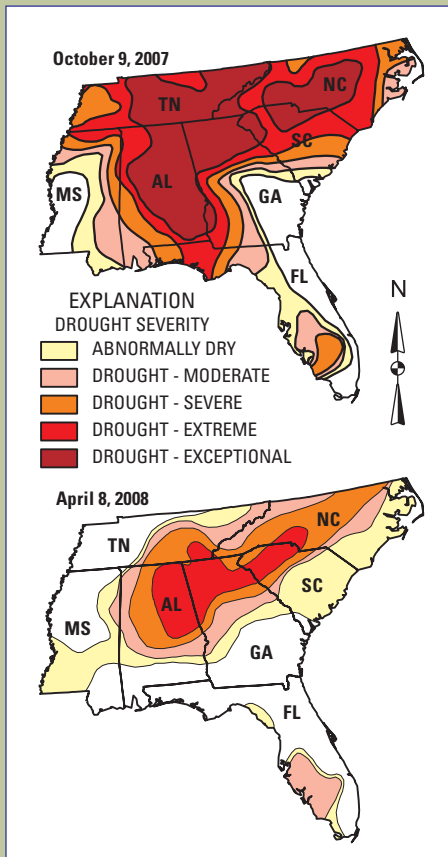 October 9, 2007
TN
NC
SC
AL
MS
GA
FL
EXPLANATION
DROUGHT SEVERITY
ABNORMALLY DRY
DROUGHT - MODERATE
DROUGHT - SEVERE
DROUGHT - EXTREME
DROUGHT - EXCEPTIONAL
N
April 8, 2008
NC
TN
SC
AL
MS
GA
FL